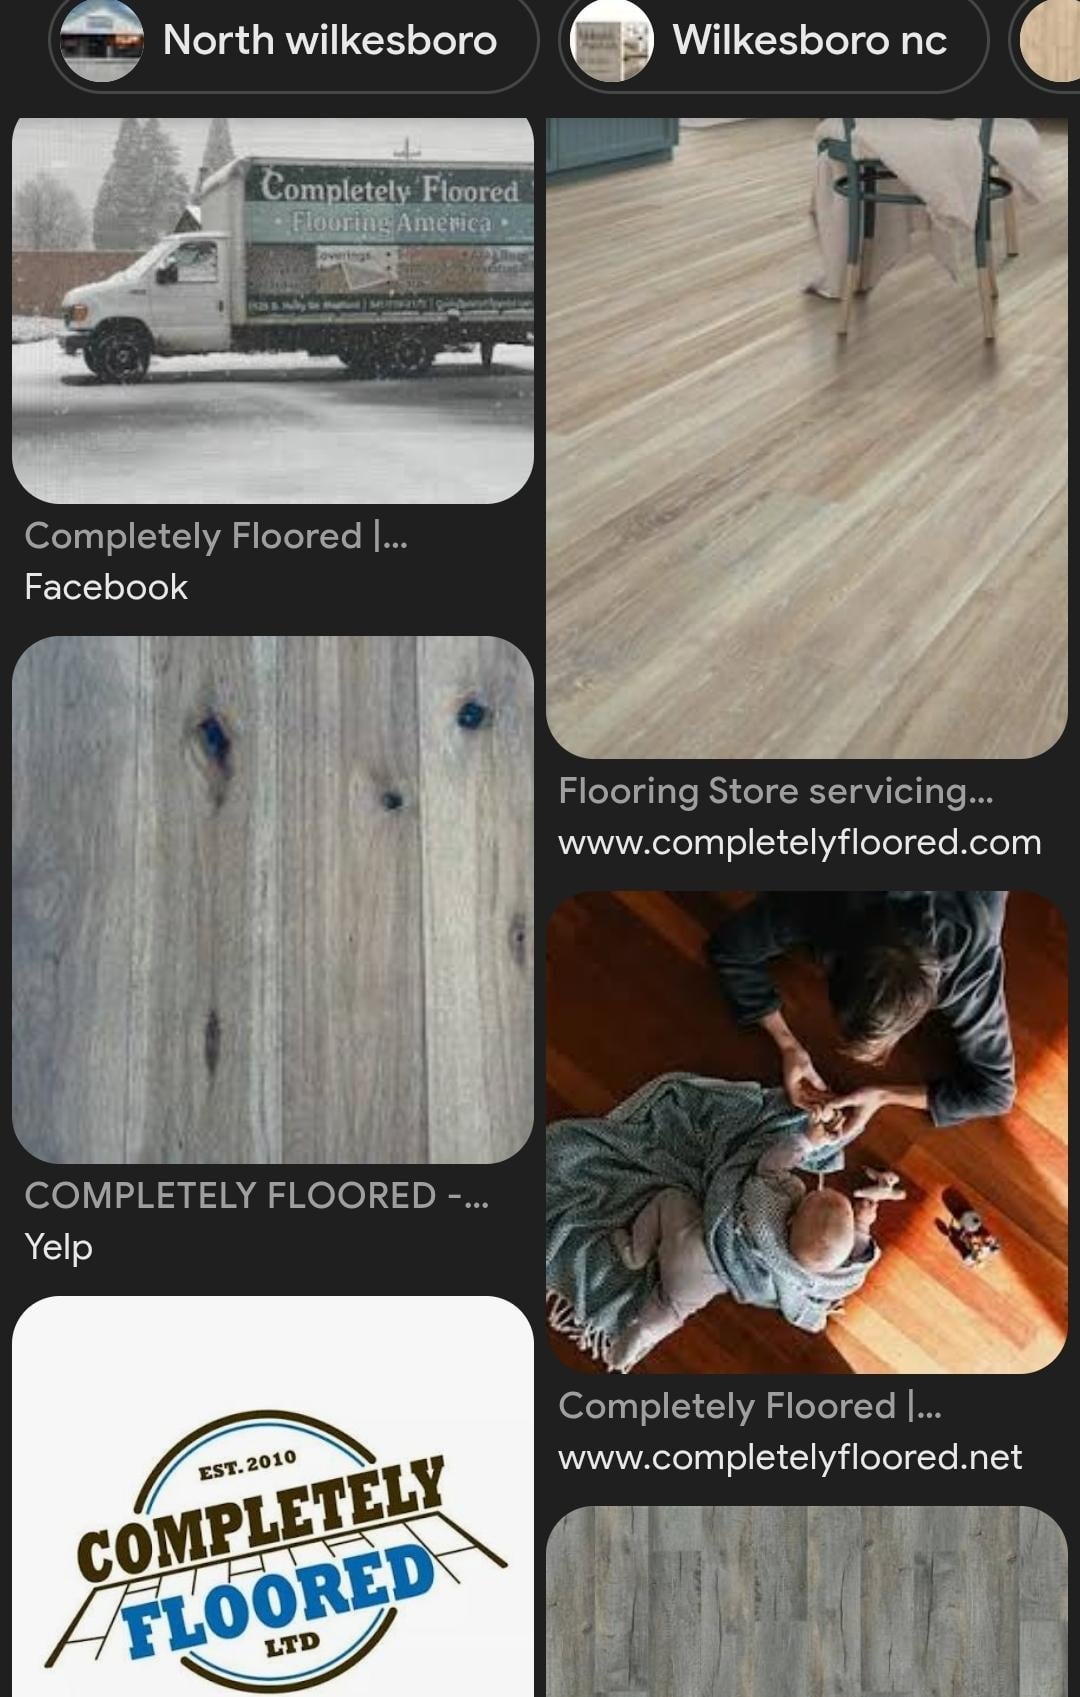 North wilkesboro
Wilkesboro nc
Completely Floored
• Flooring America •
Completely Floored |...
Facebook
Flooring Store servicing...
www.completelyfloored.com
COMPLETELY FLOORED -...
Yelp
Completely Floored |...
www.completelyfloored.net
EST. 2010
COMPLETELY
FLOORED
LTD